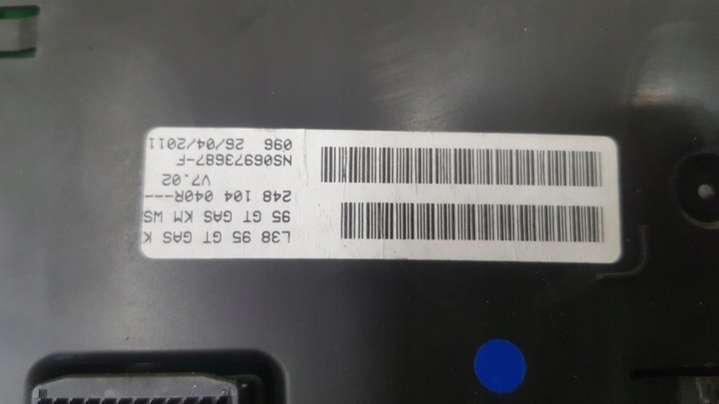 L38 95 GT GAS K
95 GT GAS KM WS
248 104 040R---
V7.02
NS06973687-F
096 26/04/2011